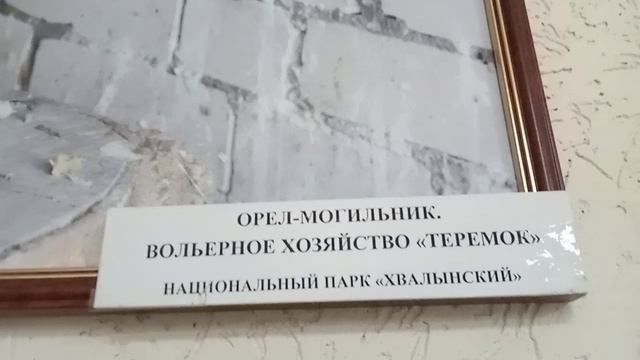 ОРЕЛ-МОГИЛЬНИК.
ВОЛЬЕРНОЕ ХОЗЯЙСТВО «ТЕРЕМОК»
НАЦИОНАЛЬНЫЙ ПАРК «ХВАЛЫНСКИЙ»